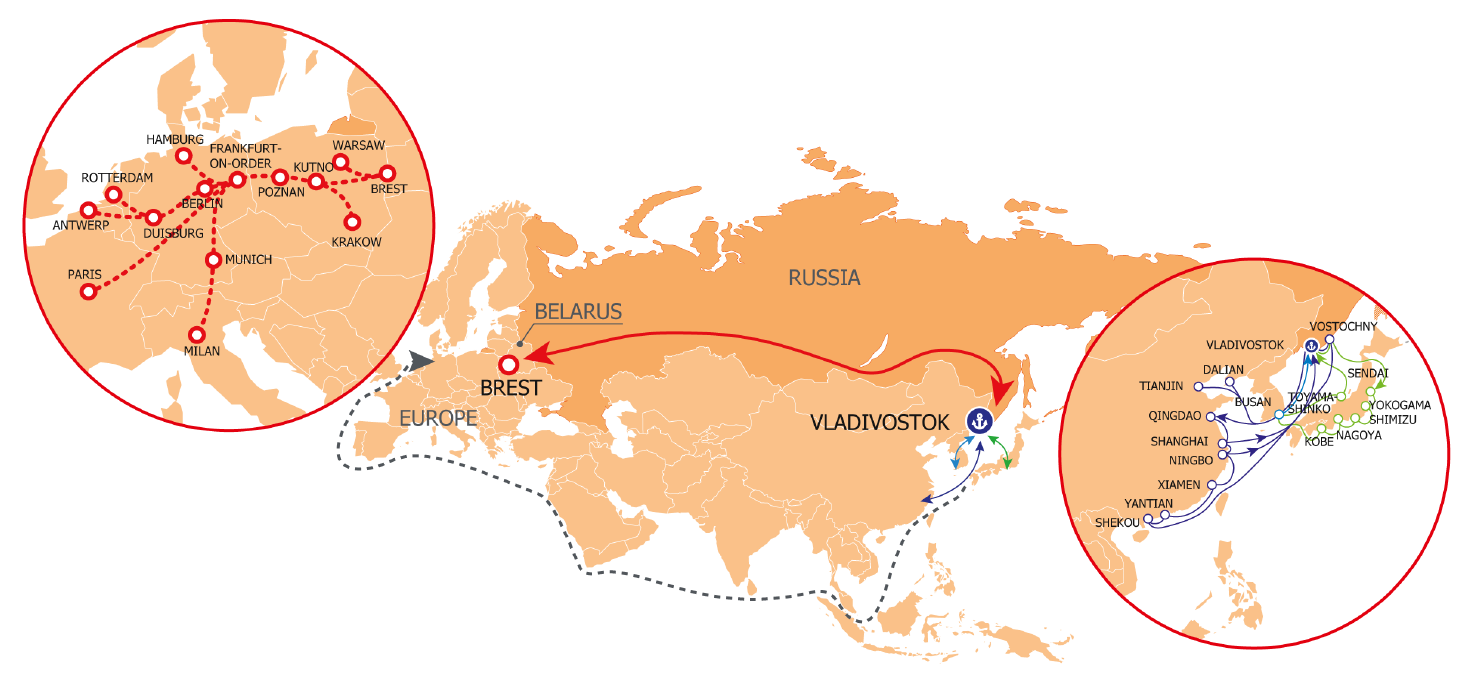 HAMBURG
FRANKFURT-
ON-ORDER
WARSAW
KUTNO
ROTTERDAM
POZNAN
BREST
BERLIN
ANTWERP
DUISBURG
KRAKOW
MUNICH
PARIS
MILAN
RUSSIA
BELARUS
BREST
EUROPE
VLADIVOSTOK
VOSTOCHNY
VLADIVOSTOK
DALIAN
SENDAI
TIANJIN
BUSAN
TOYAMA
SHINKO
YOKOGAMA
QINGDAO
SHIMIZU
NAGOYA
KOBE
SHANGHAI
NINGBO
XIAMEN
YANTIAN
SHEKOU